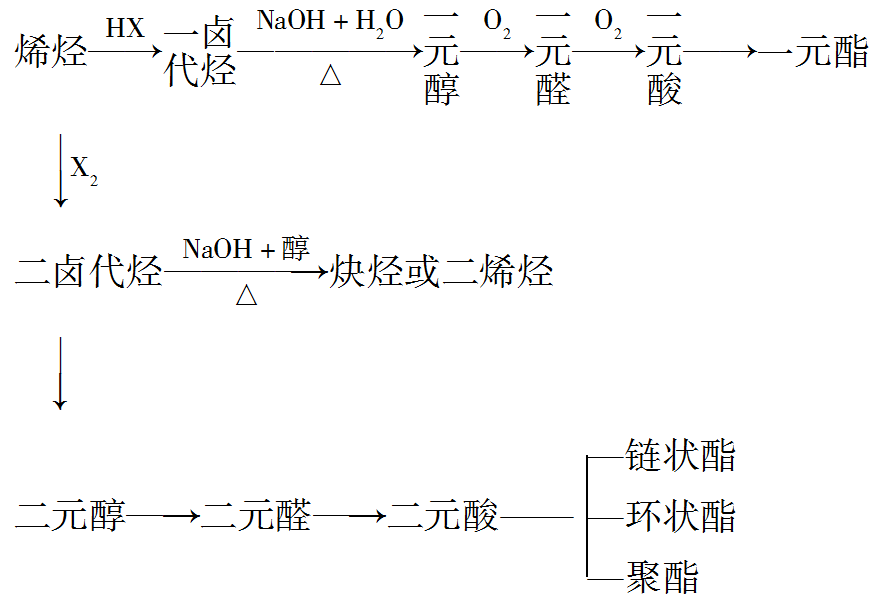 烯烃 HX 一卤代烃 NaOH + H₂O △ 一元醇 O₂ 一元醛 O₂ 一元酸 一元酯
X₂
二卤代烃 NaOH + 醇 △ 炔烃或二烯烃
二元醇 二元醛 二元酸
链状酯
环状酯
聚酯